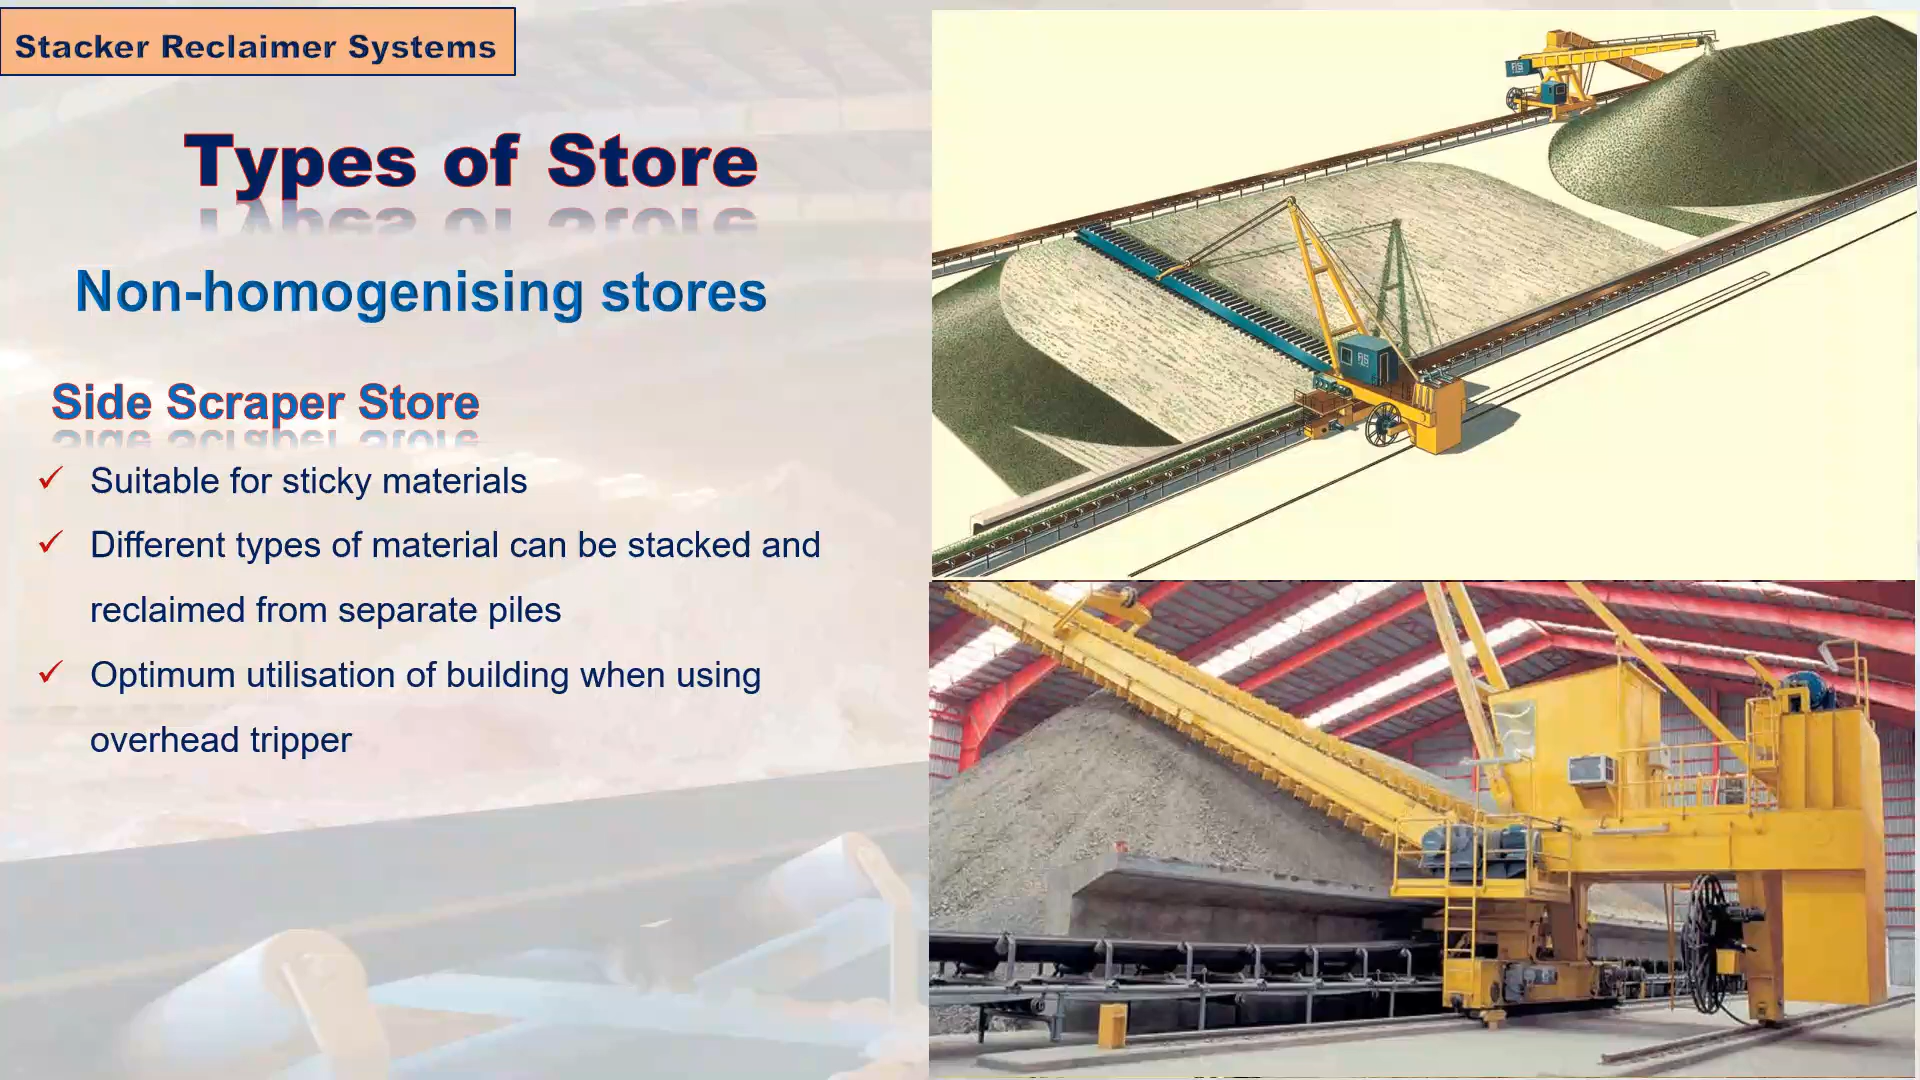 Stacker Reclaimer Systems
Types of Store
Non-homogenising stores
Side Scraper Store
✓ Suitable for sticky materials
✓ Different types of material can be stacked and
reclaimed from separate piles
✓ Optimum utilisation of building when using
overhead tripper